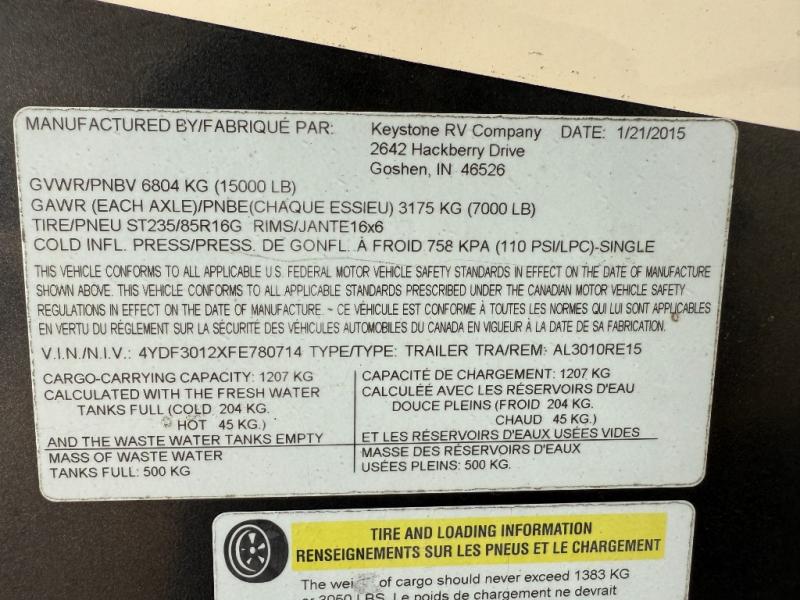 MANUFACTURED BY/FABRIQUÉ PAR: Keystone RV Company DATE: 1/21/2015
2642 Hackberry Drive
Goshen, IN 46526
GVWR/PNBV 6804 KG (15000 LB)
GAWR (EACH AXLE)/PNBE(CHAQUE ESSIEU) 3175 KG (7000 LB)
TIRE/PNEU ST235/85R16G RIMS/JANTE16x6
COLD INFL. PRESS/PRESS. DE GONFL. À FROID 758 KPA (110 PSI/LPC)-SINGLE
THIS VEHICLE CONFORMS TO ALL APPLICABLE U.S. FEDERAL MOTOR VEHICLE SAFETY STANDARDS IN EFFECT ON THE DATE OF MANUFACTURE
SHOWN ABOVE. THIS VEHICLE CONFORMS TO ALL APPLICABLE STANDARDS PRESCRIBED UNDER THE CANADIAN MOTOR VEHICLE SAFETY
REGULATIONS IN EFFECT ON THE DATE OF MANUFACTURE. ~ CE VÉHICULE EST CONFORME À TOUTES LES NORMES QUI LUI SONT APPLICABLES
EN VERTU DU RÉGLEMENT SUR LA SÉCURITÉ DES VÉHICULES AUTOMOBILES DU CANADA EN VIGUEUR À LA DATE DE SA FABRICATION.
V.I.N./N.I.V.: 4YDF3012XFE780714 TYPE/TYPE: TRAILER TRA/REM: AL3010RE15
CARGO-CARRYING CAPACITY: 1207 KG
CALCULATED WITH THE FRESH WATER
TANKS FULL (COLD 204 KG.
HOT 45 KG.)
AND THE WASTE WATER TANKS EMPTY
MASS OF WASTE WATER
TANKS FULL: 500 KG
CAPACITÉ DE CHARGEMENT: 1207 KG
CALCULÉE AVEC LES RÉSERVOIRS D'EAU
DOUCE PLEINS (FROID 204 KG.
CHAUD 45 KG.)
ET LES RÉSERVOIRS D'EAUX USÉES VIDES
MASSE DES RÉSERVOIRS D'EAUX
USÉES PLEINS: 500 KG.
TIRE AND LOADING INFORMATION
RENSEIGNEMENTS SUR LES PNEUS ET LE CHARGEMENT
The of cargo should never exceed 1383 KG
or 3050 LBS. Le poids de chargement ne devrait